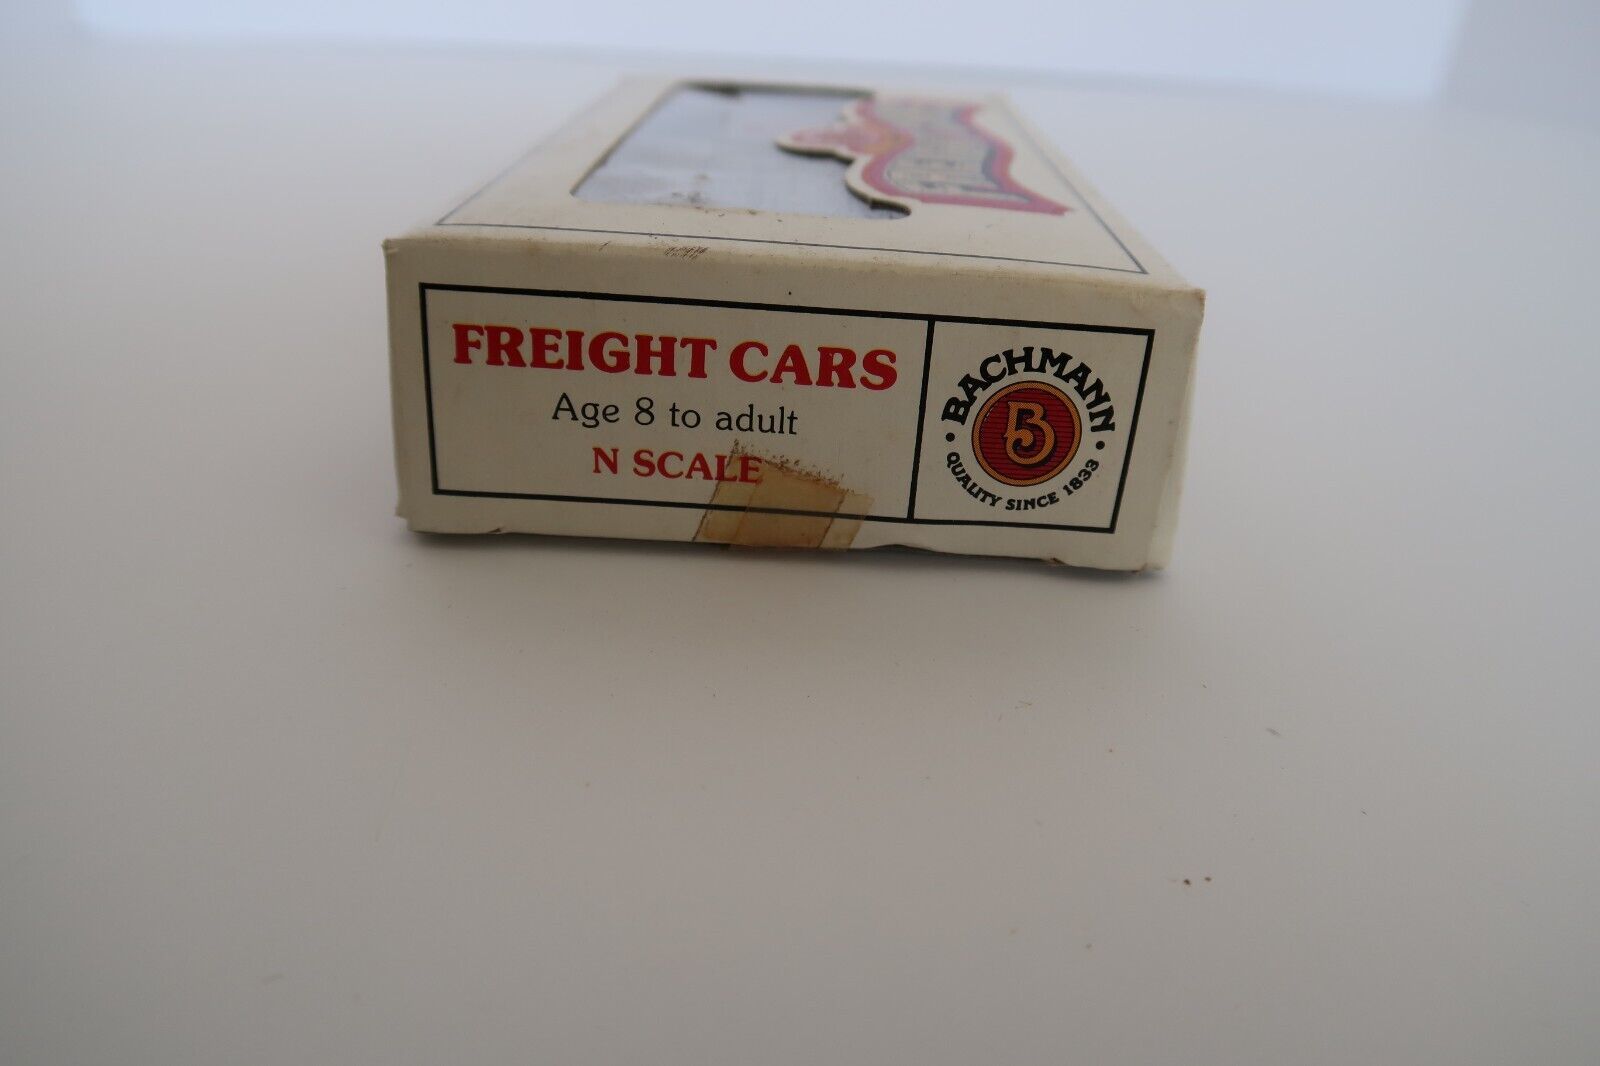 FREIGHT CARS
Age 8 to adult
N SCALE
BACHMANN
B
QUALITY SINCE 1833